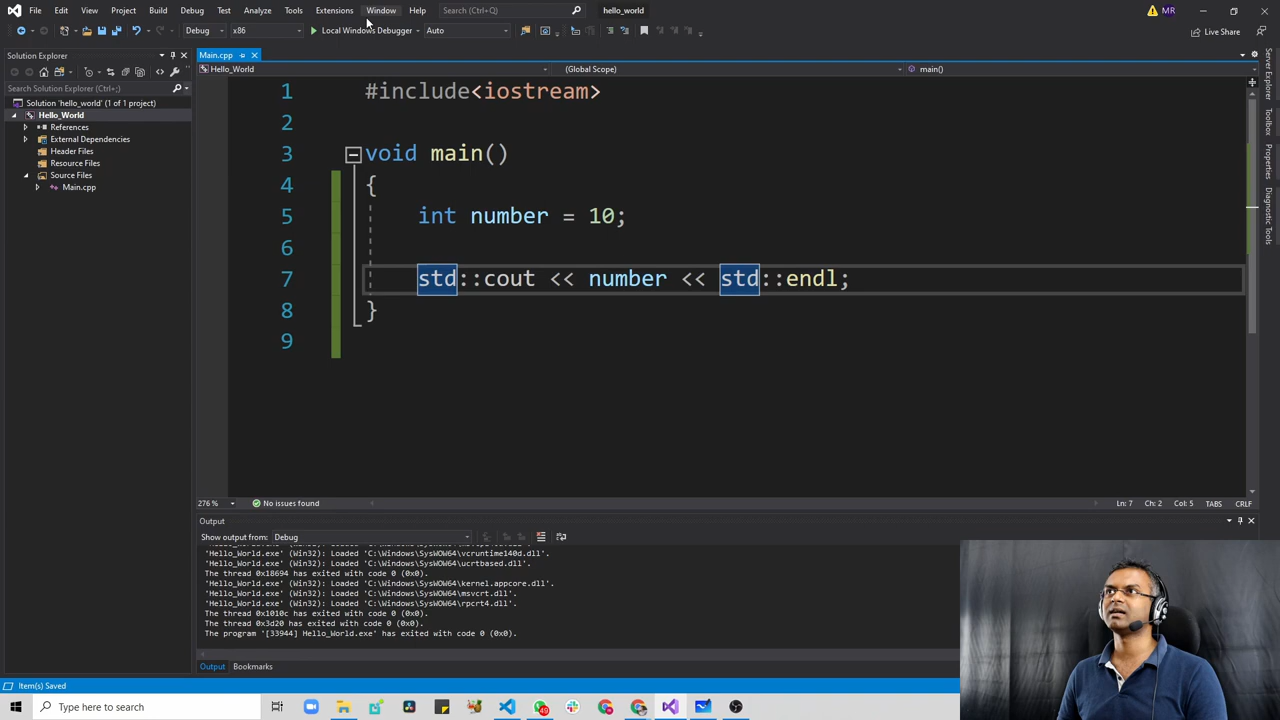 File Edit View Project Build Debug Test Analyze Tools Extensions Window Help Search (Ctrl+Q) hello_world MR
Debug x86 Local Windows Debugger Auto Live Share
Solution Explorer
Search Solution Explorer (Ctrl+;)
Solution 'hello_world' (1 of 1 project)
Hello_World
References
External Dependencies
Header Files
Resource Files
Source Files
Main.cpp
Main.cpp
Hello_World (Global Scope) main()
1 #include<iostream>
2
3 void main()
4 {
5 int number = 10;
6
7 std::cout << number << std::endl;
8 }
9
276 % No issues found Ln: 7 Ch: 2 Col: 5 TABS CRLF
Output
Show output from: Debug
'Hello_World.exe' (Win32): Loaded 'C:\Windows\SysWOW64\vcruntime140d.dll'.
'Hello_World.exe' (Win32): Loaded 'C:\Windows\SysWOW64\ucrtbased.dll'.
The thread 0x18694 has exited with code 0 (0x0).
'Hello_World.exe' (Win32): Loaded 'C:\Windows\SysWOW64\kernel.appcore.dll'.
'Hello_World.exe' (Win32): Loaded 'C:\Windows\SysWOW64\msvcrt.dll'.
'Hello_World.exe' (Win32): Loaded 'C:\Windows\SysWOW64\rpcrt4.dll'.
The thread 0x1010c has exited with code 0 (0x0).
The thread 0x3d20 has exited with code 0 (0x0).
The program '[33944] Hello_World.exe' has exited with code 0 (0x0).
Output Bookmarks
Item(s) Saved
Type here to search
Server Explorer
Toolbox
Properties
Diagnostic Tools